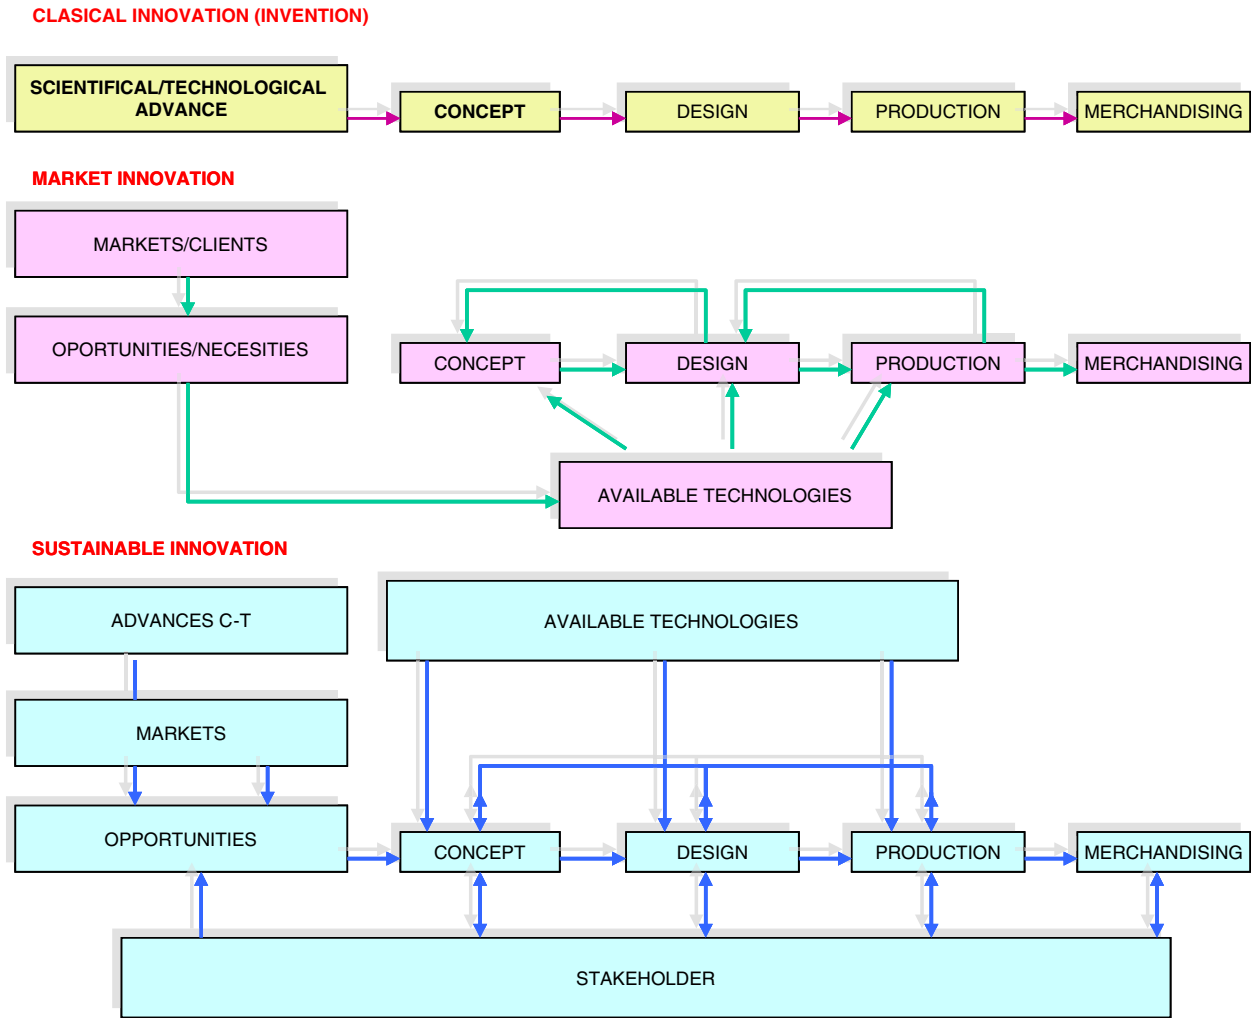 CLASICAL INNOVATION (INVENTION)
SCIENTIFICAL/TECHNOLOGICAL
ADVANCE
CONCEPT
DESIGN
PRODUCTION
MERCHANDISING
MARKET INNOVATION
MARKETS/CLIENTS
OPORTUNITIES/NECESITIES
CONCEPT
DESIGN
PRODUCTION
MERCHANDISING
AVAILABLE TECHNOLOGIES
SUSTAINABLE INNOVATION
ADVANCES C-T
AVAILABLE TECHNOLOGIES
MARKETS
OPPORTUNITIES
CONCEPT
DESIGN
PRODUCTION
MERCHANDISING
STAKEHOLDER